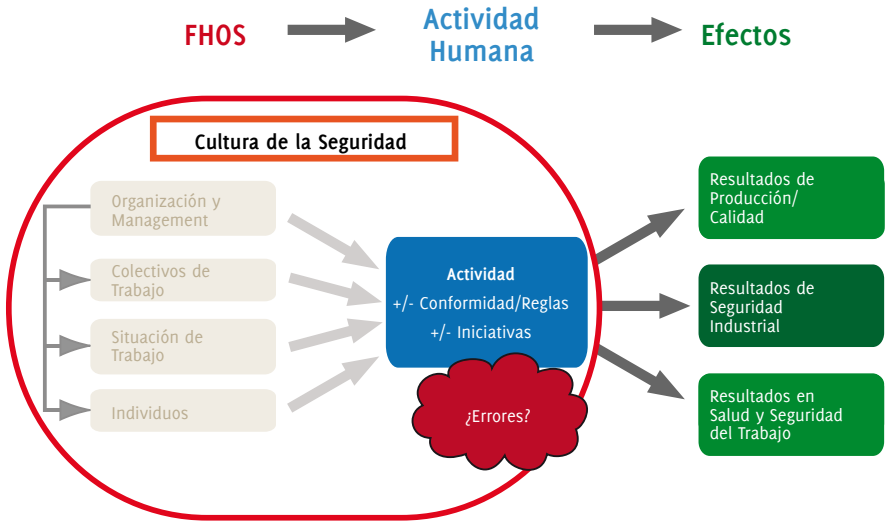 FHOS
Actividad
Humana
Efectos
Cultura de la Seguridad
Organización y
Management
Colectivos de
Trabajo
Situación de
Trabajo
Individuos
Actividad
+/- Conformidad/Reglas
+/- Iniciativas
¿Errores?
Resultados de
Producción/
Calidad
Resultados de
Seguridad
Industrial
Resultados en
Salud y Seguridad
del Trabajo